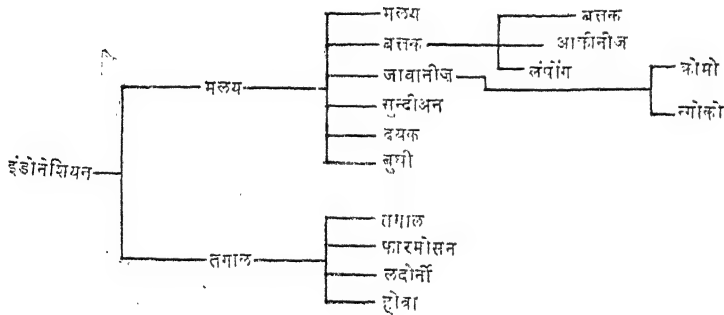 मलय
बत्तक
बत्तक
आकीनीज
जावानीज
लंपोंग
क्रोमो
मलय
सुन्दीअन
न्गोको
दयक
बुघी
इंडोनेशियन
तगाल
फारमोसन
तगाल
लदोर्नी
होवा